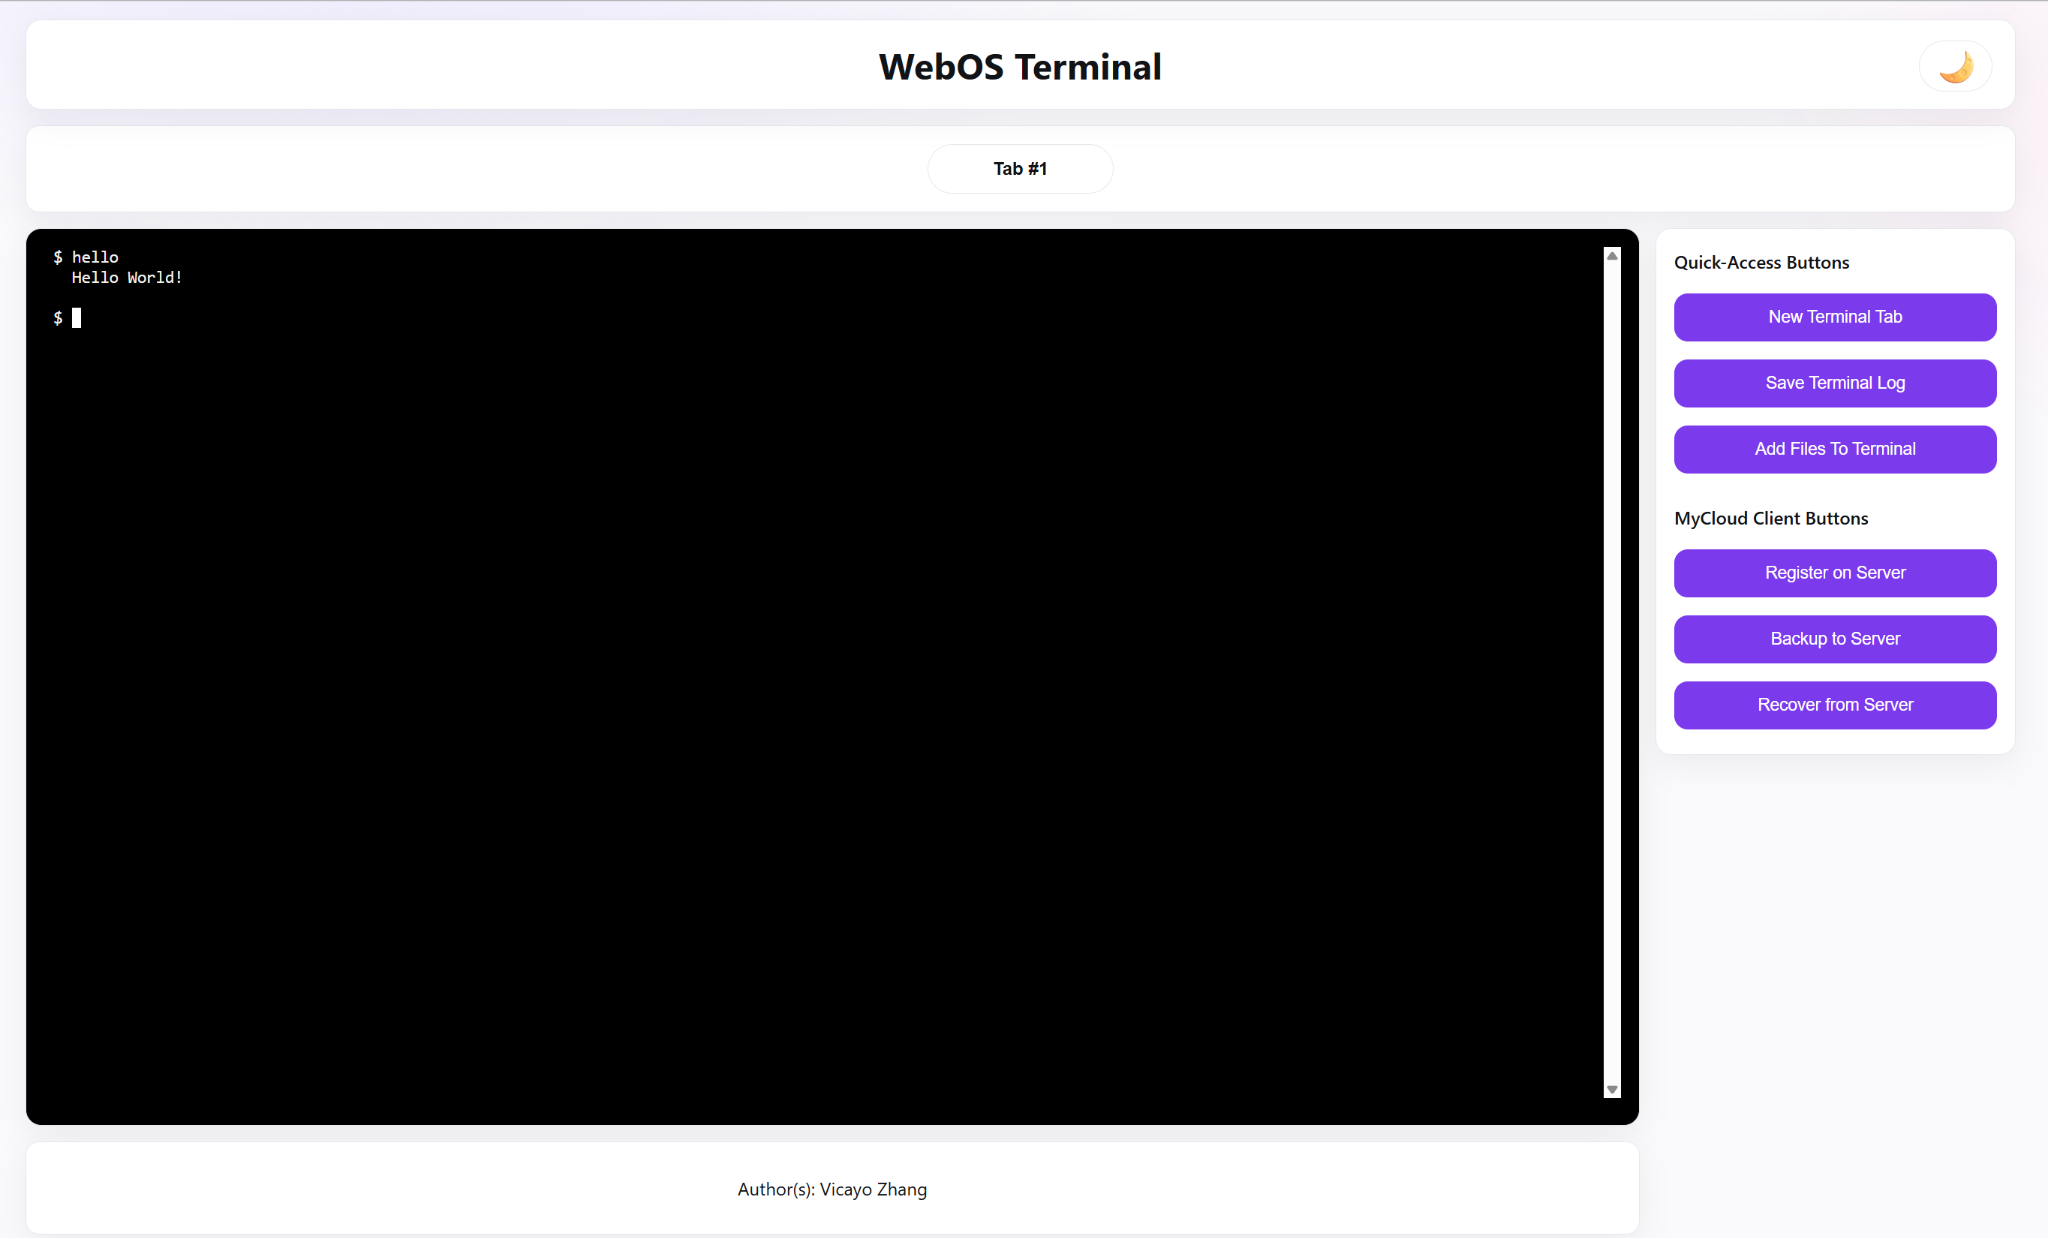 WebOS Terminal
Tab #1
$ hello
Hello World!
$
Quick-Access Buttons
New Terminal Tab
Save Terminal Log
Add Files To Terminal
MyCloud Client Buttons
Register on Server
Backup to Server
Recover from Server
Author(s): Vicayo Zhang